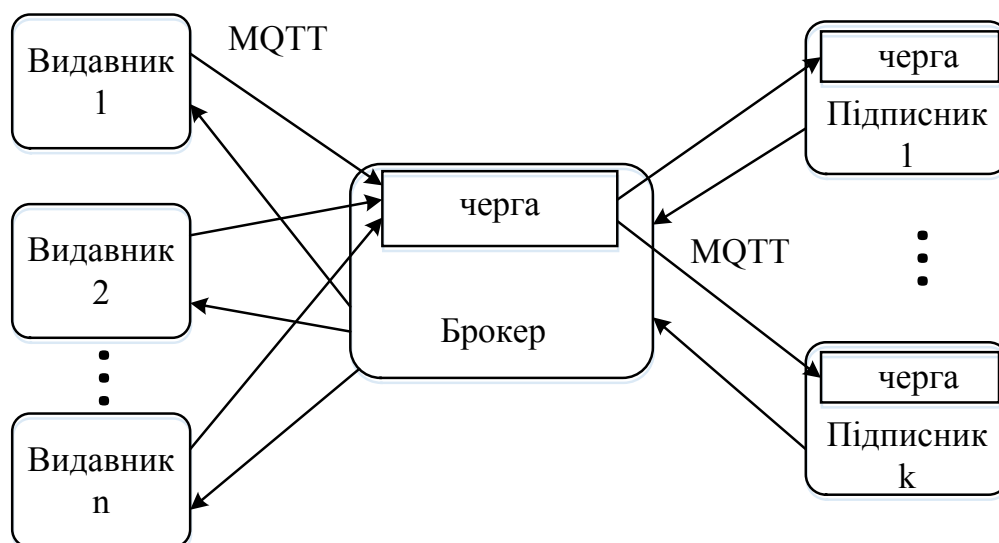 Видавник
1
MQTT
Видавник
2
Видавник
n
черга
Брокер
MQTT
черга
Підписник
1
черга
Підписник
k